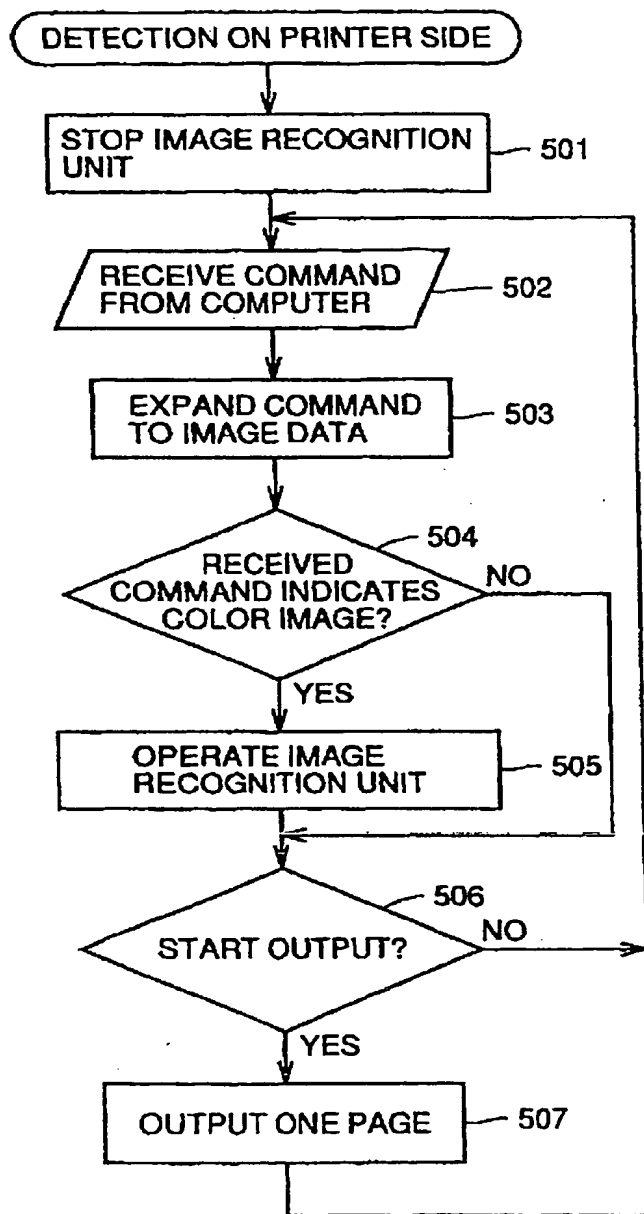 DETECTION ON PRINTER SIDE
STOP IMAGE RECOGNITION
UNIT
501
RECEIVE COMMAND
FROM COMPUTER
502
EXPAND COMMAND
TO IMAGE DATA
503
504
RECEIVED
COMMAND INDICATES
COLOR IMAGE?
NO
YES
OPERATE IMAGE
RECOGNITION UNIT
505
506
START OUTPUT?
NO
YES
OUTPUT ONE PAGE
507